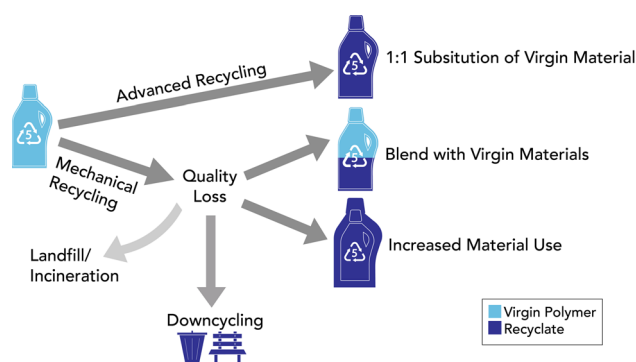 1:1 Subsitution of Virgin Material
Advanced Recycling
5
5
5
Blend with Virgin Materials
5
Mechanical
Recycling
Quality
Loss
Increased Material Use
5
Landfill/
Incineration
Downcycling
Virgin Polymer
Recyclate